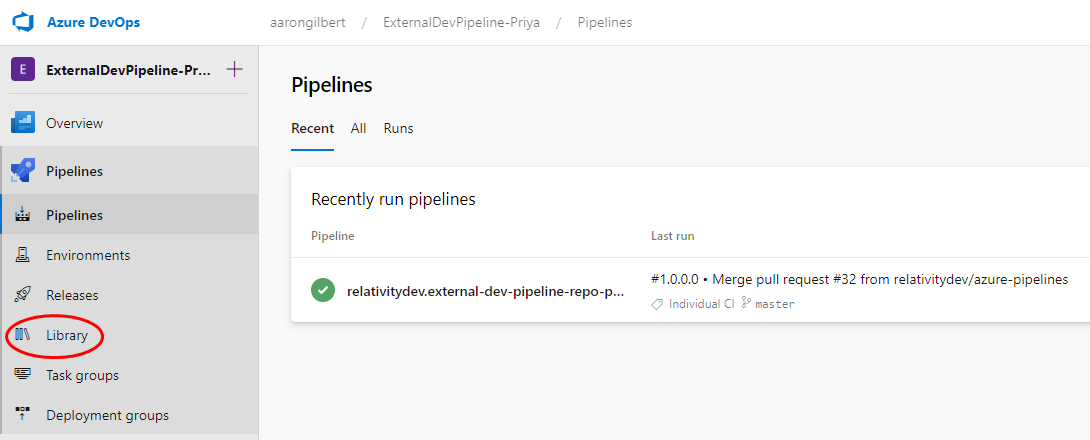 Azure DevOps
aarongilbert / ExternalDevPipeline-Priya / Pipelines
E ExternalDevPipeline-Pr... +
Overview
Pipelines
Pipelines
Environments
Releases
Library
Task groups
Deployment groups
Pipelines
Recent All Runs
Recently run pipelines
Pipeline Last run
relativitydev.external-dev-pipeline-repo-p... #1.0.0.0 • Merge pull request #32 from relativitydev/azure-pipelines
Individual CI master